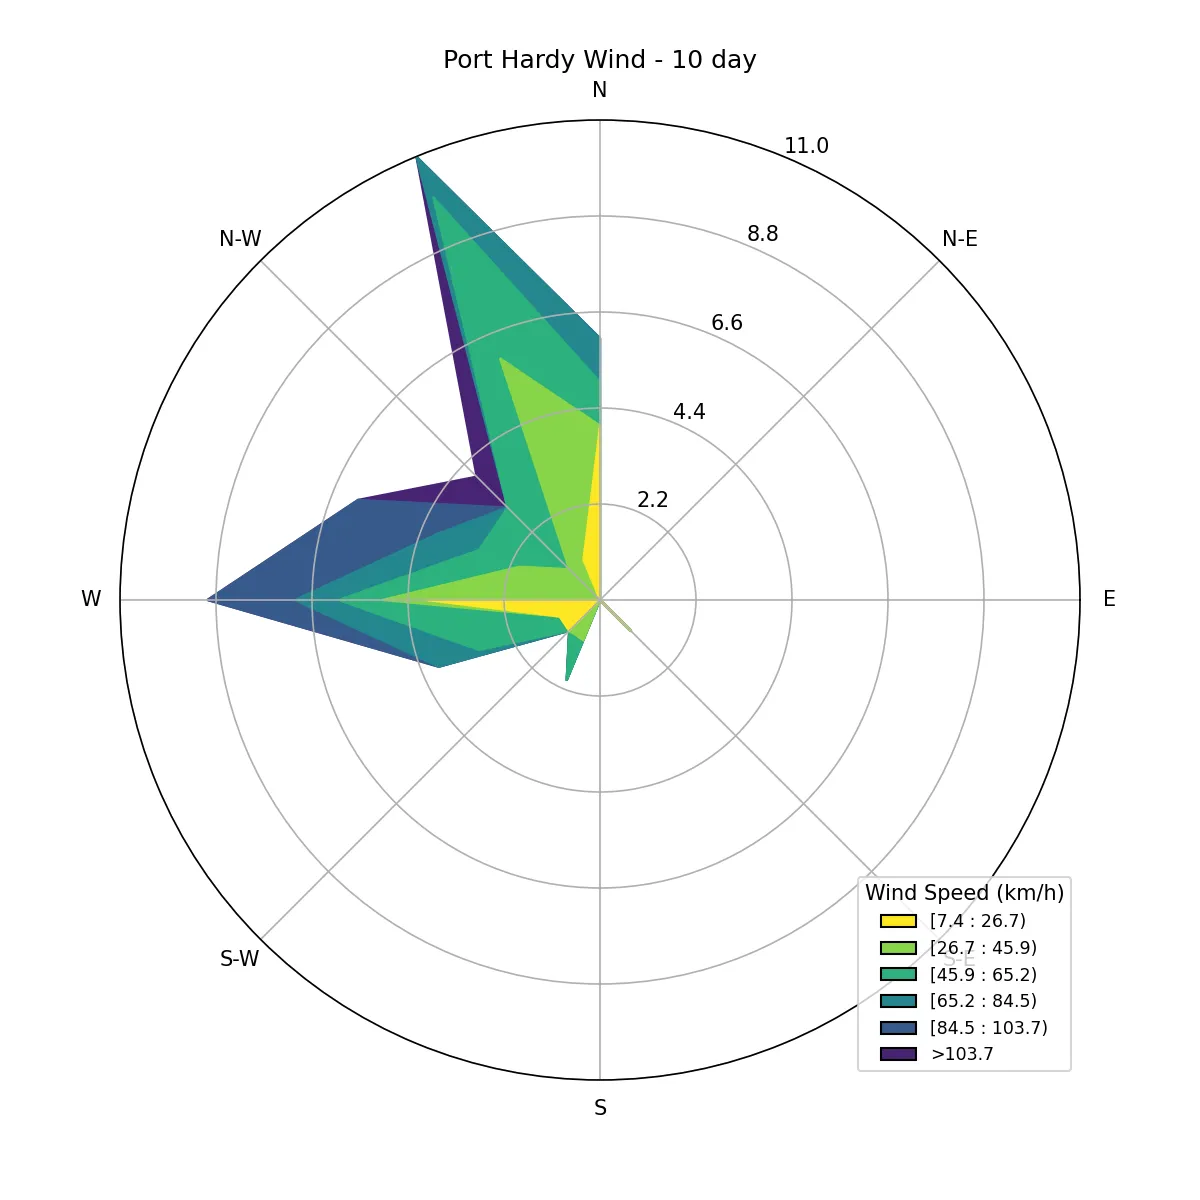 Port Hardy Wind - 10 day
N
11.0
N-W
N-E
8.8
6.6
4.4
2.2
W
E
S-W
S-E
S
Wind Speed (km/h)
[7.4 : 26.7)
[26.7 : 45.9)
[45.9 : 65.2)
[65.2 : 84.5)
[84.5 : 103.7)
>103.7